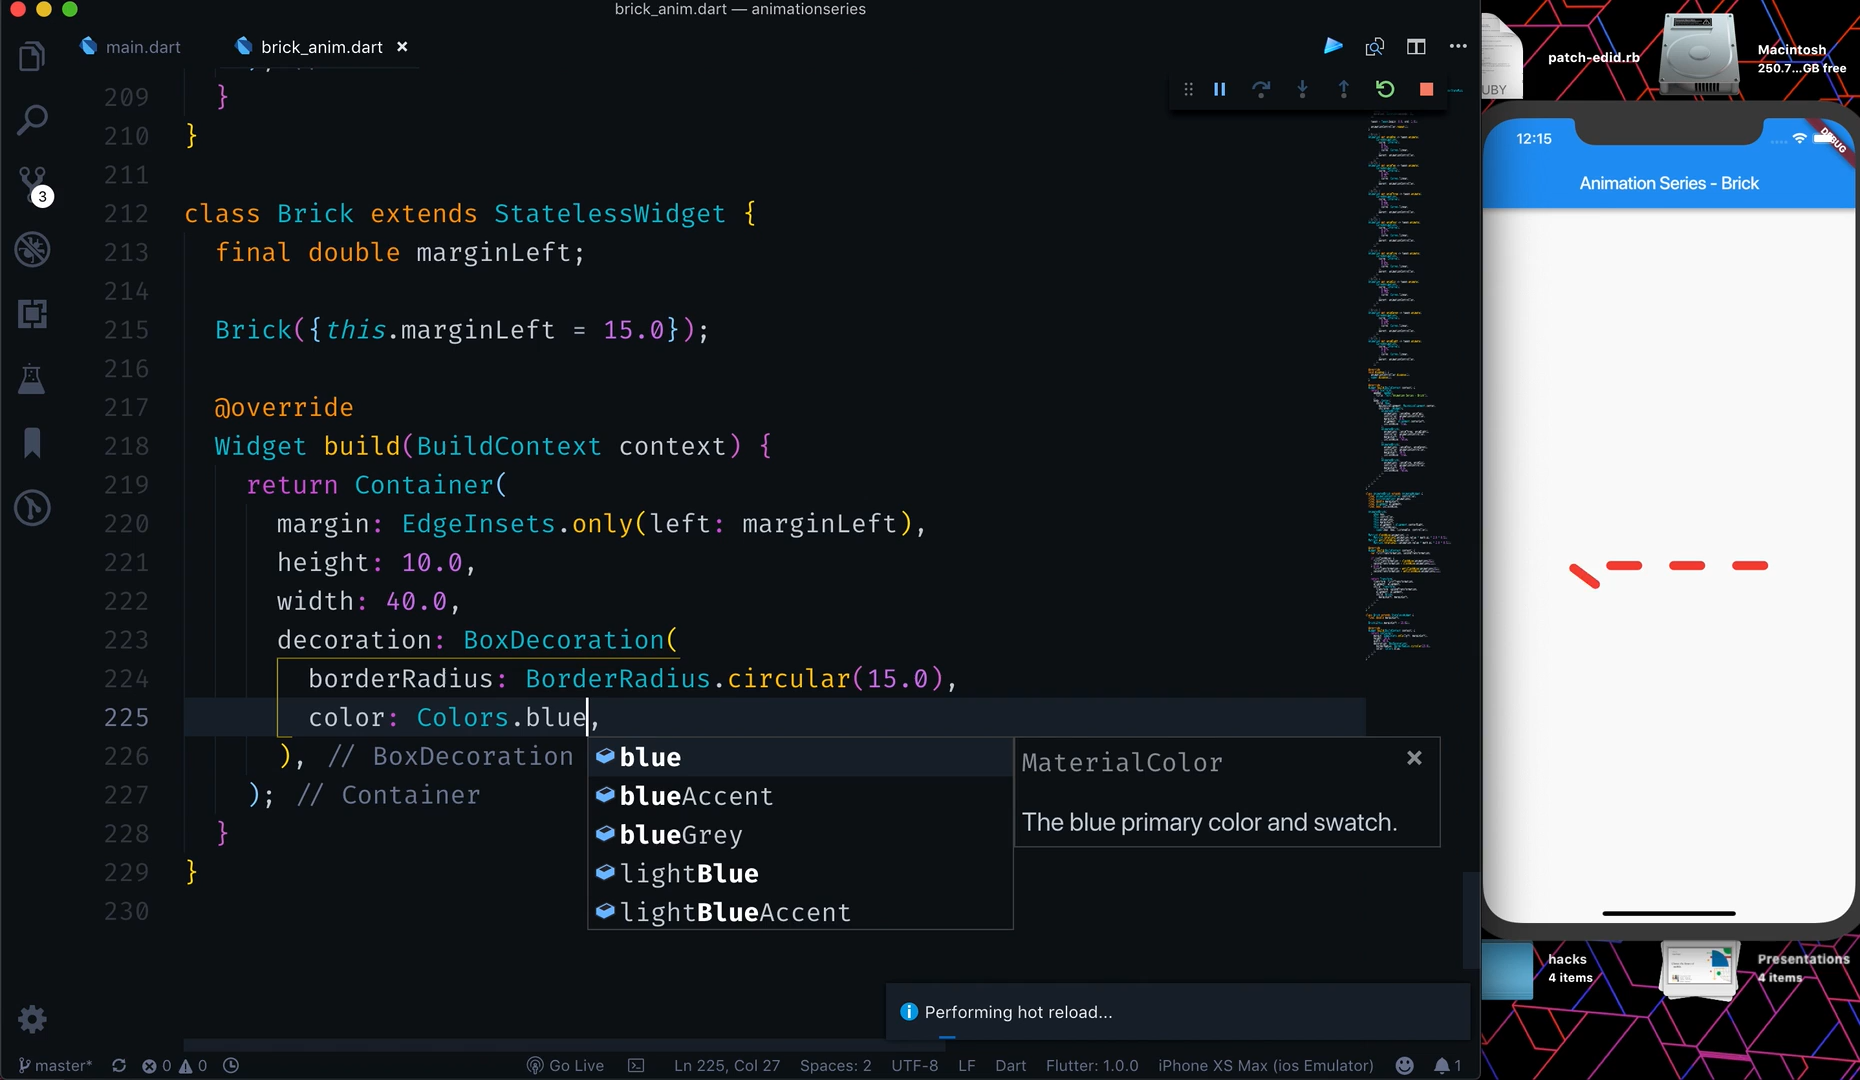 brick_anim.dart — animationseries
main.dart
brick_anim.dart
209 }
210 }
211
212 class Brick extends StatelessWidget {
213 final double marginLeft;
214
215 Brick({this.marginLeft = 15.0});
216
217 @override
218 Widget build(BuildContext context) {
219 return Container(
220 margin: EdgeInsets.only(left: marginLeft),
221 height: 10.0,
222 width: 40.0,
223 decoration: BoxDecoration(
224 borderRadius: BorderRadius.circular(15.0),
225 color: Colors.blue,
226 ), // BoxDecoration
227 ); // Container
228 }
229 }
230
blue
blueAccent
blueGrey
lightBlue
lightBlueAccent
MaterialColor
The blue primary color and swatch.
Performing hot reload...
3
master*
0
0
Go Live
Ln 225, Col 27
Spaces: 2
UTF-8
LF
Dart
Flutter: 1.0.0
iPhone XS Max (ios Emulator)
1
UBY
patch-edid.rb
Macintosh
250.7...GB free
12:15
DEBUG
Animation Series - Brick
hacks
4 items
Presentations
4 items